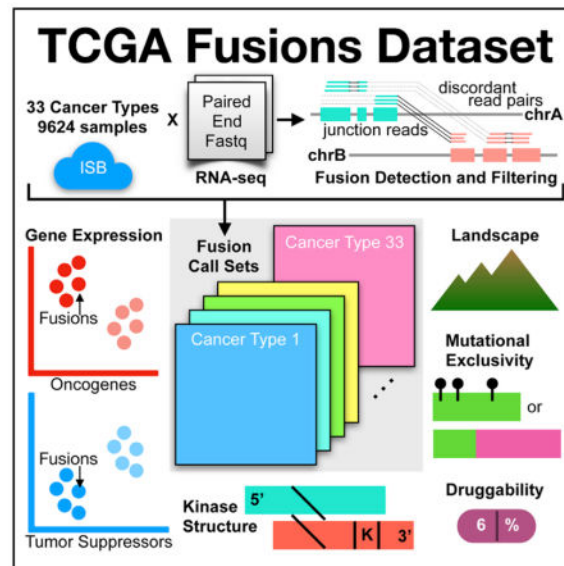 TCGA Fusions Dataset
33 Cancer Types
9624 samples
ISB
x
Paired
End
Fastq
RNA-seq
discordant
read pairs
chrA
junction reads
chrB
Fusion Detection and Filtering
Gene Expression
Fusions
Oncogenes
Fusions
Tumor Suppressors
Fusion
Call Sets
Cancer Type 33
Cancer Type 1
...
Kinase
Structure
5'
K
3'
Landscape
Mutational
Exclusivity
or
Druggability
6 %